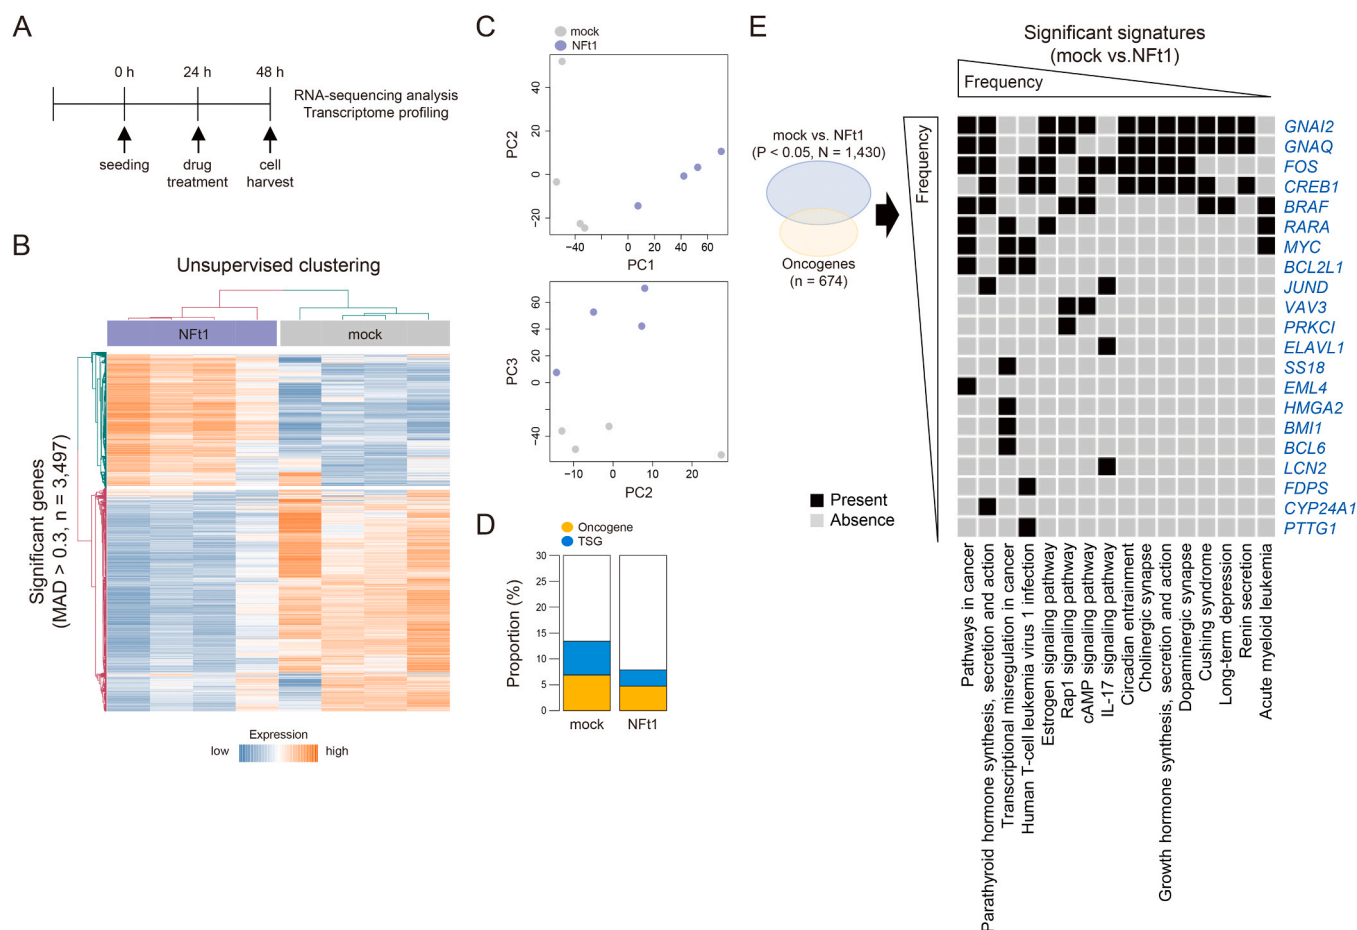 A
0 h
24 h
48 h
RNA-sequencing analysis
Transcriptome profiling
seeding
drug
treatment
cell
harvest
B
Unsupervised clustering
NFt1
mock
Significant genes
(MAD > 0.3, n = 3,497)
Expression
low
high
C
mock
NFt1
40
20
0
20
PC2
−40
0
20
40
60
PC1
60
40
20
0
−40
PC3
−10
0
10
20
PC2
D
Oncogene
TSG
30
25
20
15
10
5
0
Proportion (%)
mock
NFt1
E
Significant signatures
(mock vs.NFt1)
Frequency
Frequency
mock vs. NFt1
(P < 0.05, N = 1,430)
Oncogenes
(n = 674)
Present
Absence
GNAI2
GNAQ
FOS
CREB1
BRAF
RARA
MYC
BCL2L1
JUND
VAV3
PRKCI
ELAVL1
SS18
EML4
HMGA2
BMI1
BCL6
LCN2
FDPS
CYP24A1
PTTG1
Pathways in cancer
Parathyroid hormone synthesis, secretion and action
Transcriptional misregulation in cancer
Human T-cell leukemia virus 1 infection
Estrogen signaling pathway
Rap1 signaling pathway
cAMP signaling pathway
IL-17 signaling pathway
Circadian entrainment
Cholinergic synapse
Growth hormone synthesis, secretion and action
Dopaminergic synapse
Cushing syndrome
Long-term depression
Renin secretion
Acute myeloid leukemia